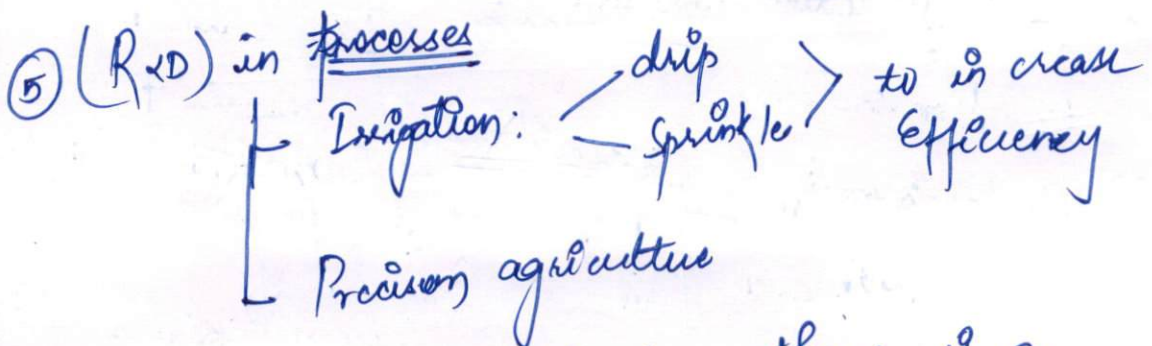 ⑤ (R&D) in processes
Irrigation: drip sprinkle to increase Efficiency
Precision agriculture